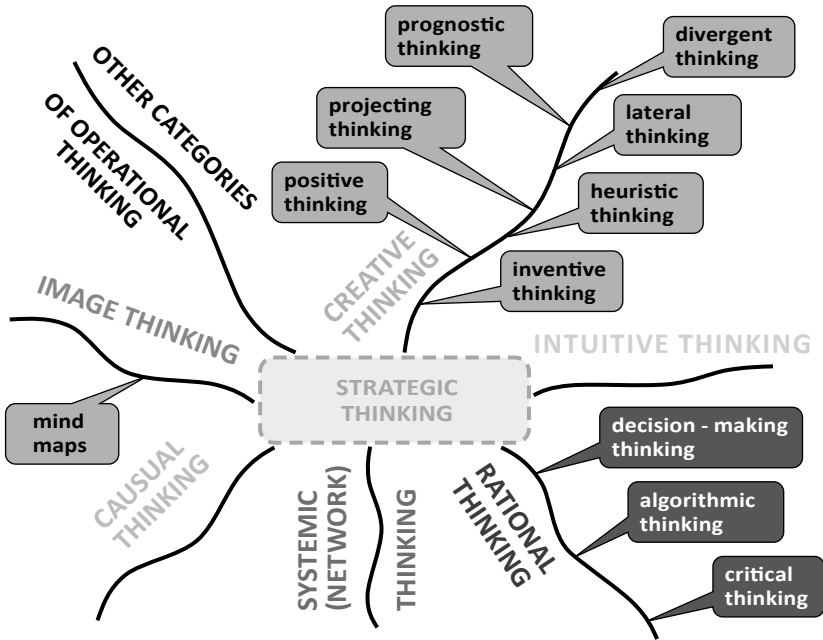 prognostic
thinking
divergent
thinking
OTHER CATEGORIES
OF OPERATIONAL
THINKING
projecting
thinking
lateral
thinking
positive
thinking
heuristic
thinking
CREATIVE
THINKING
inventive
thinking
IMAGE THINKING
INTUITIVE THINKING
STRATEGIC
THINKING
mind
maps
decision - making
thinking
CAUSUAL
THINKING
SYSTEMIC
(NETWORK)
THINKING
RATIONAL
THINKING
algorithmic
thinking
critical
thinking